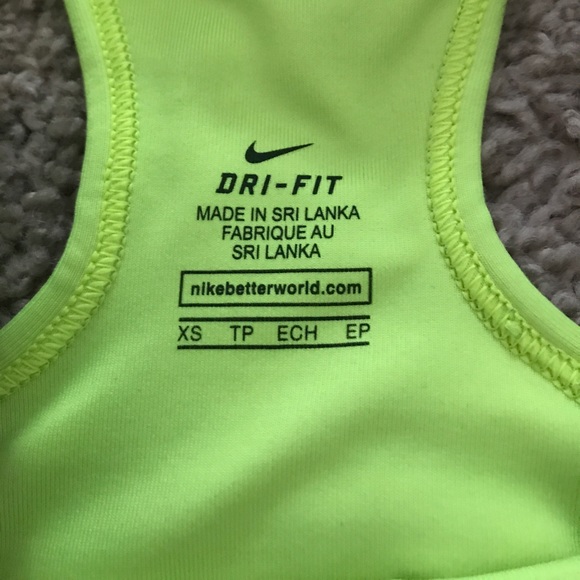 DRI-FIT
MADE IN SRI LANKA
FABRIQUE AU
SRI LANKA
nikebetterworld.com
XS TP ECH EP